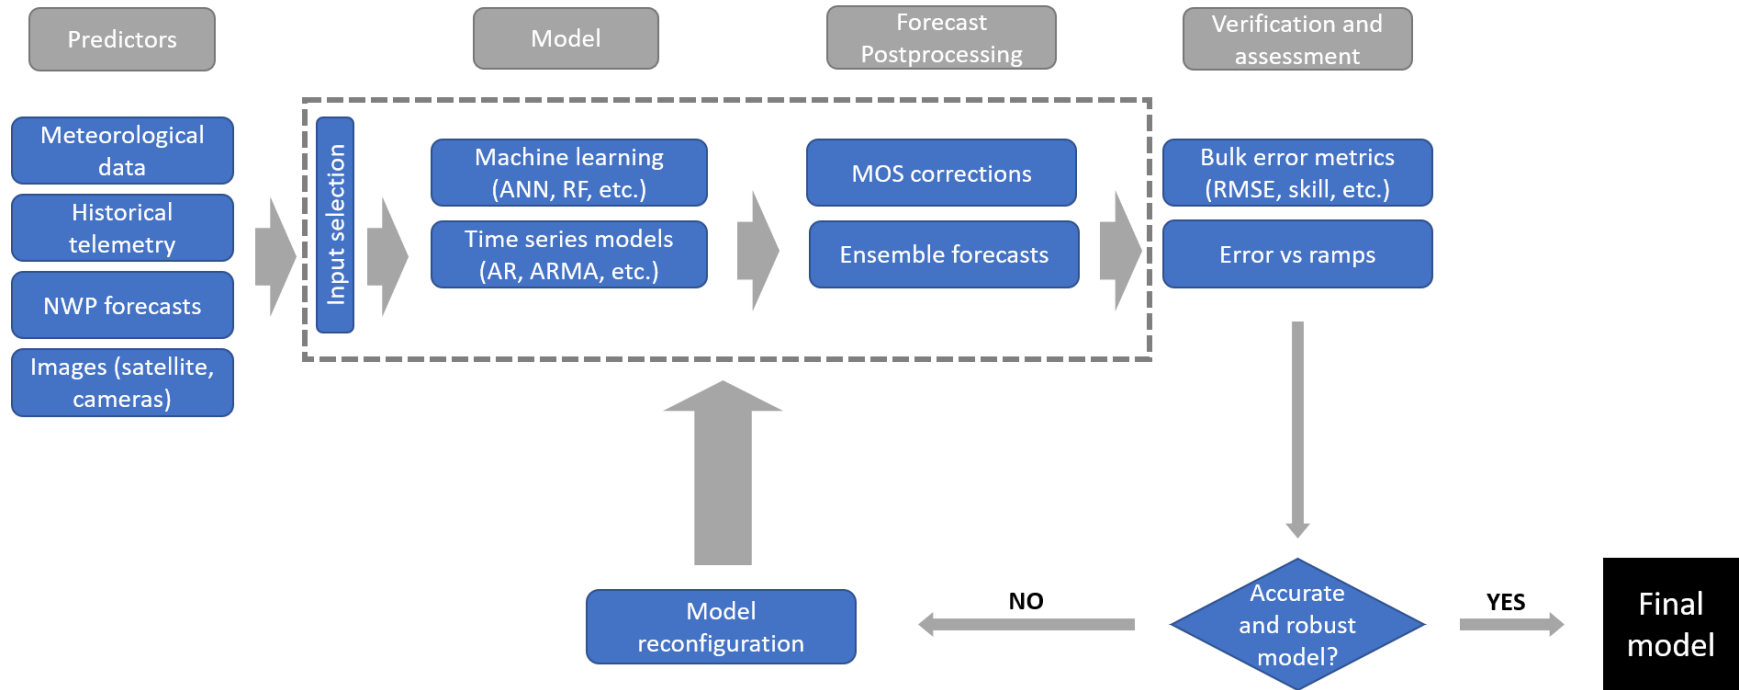 Predictors
Model
Forecast
Postprocessing
Verification and
assessment
Meteorological
data
Historical
telemetry
NWP forecasts
Images (satellite,
cameras)
Input selection
Machine learning
(ANN, RF, etc.)
Time series models
(AR, ARMA, etc.)
MOS corrections
Ensemble forecasts
Bulk error metrics
(RMSE, skill, etc.)
Error vs ramps
Accurate
and robust
model?
NO
YES
Model
reconfiguration
Final
model